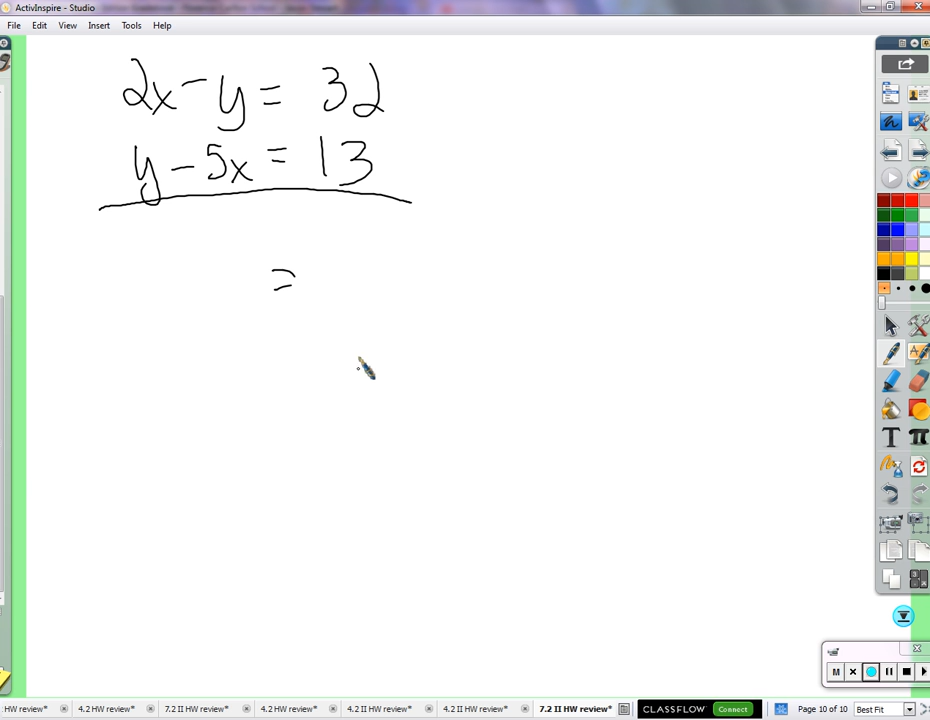 ActivInspire - Studio
File Edit View Insert Tools Help
2x - y = 32
y - 5x = 13
=
HW review* 4.2 HW review* 7.2 II HW review* 4.2 HW review* 4.2 II HW review* 4.2 II HW review* 7.2 II HW review* CLASSFLOW Connect Page 10 of 10 Best Fit